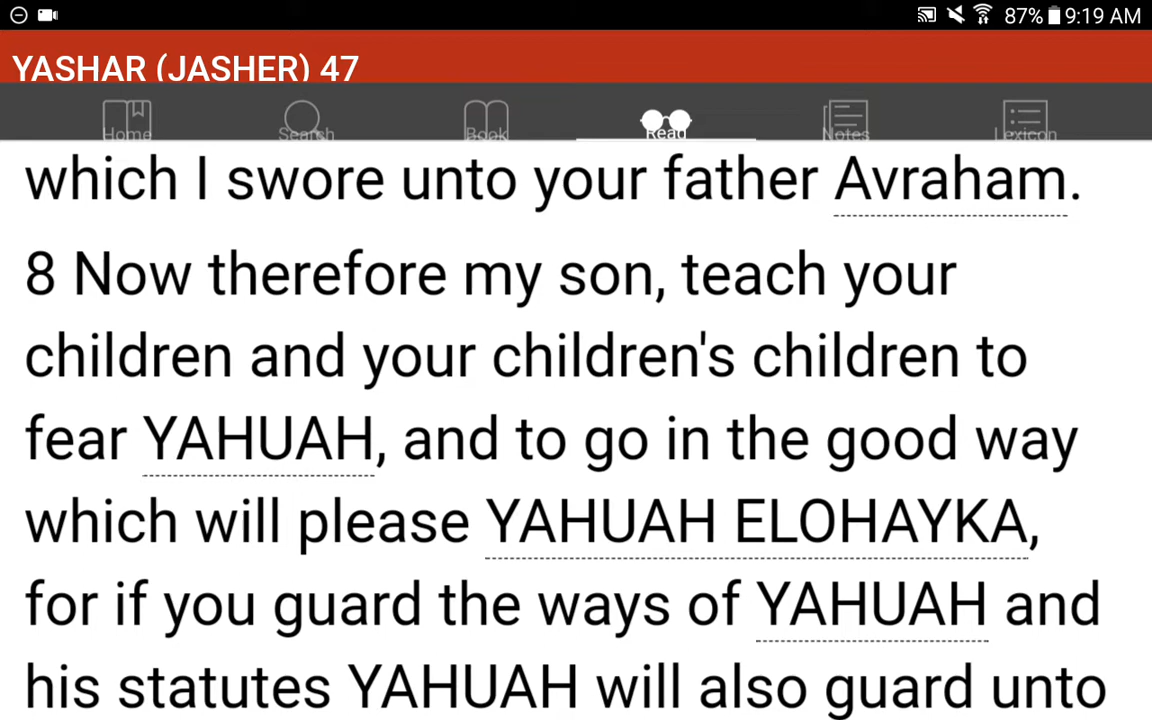 87% 9:19 AM
YASHAR (JASHER) 47
Home Search Book Read Notes Lexicon
which I swore unto your father Avraham.
8 Now therefore my son, teach your
children and your children's children to
fear YAHUAH, and to go in the good way
which will please YAHUAH ELOHAYKA,
for if you guard the ways of YAHUAH and
his statutes YAHUAH will also guard unto